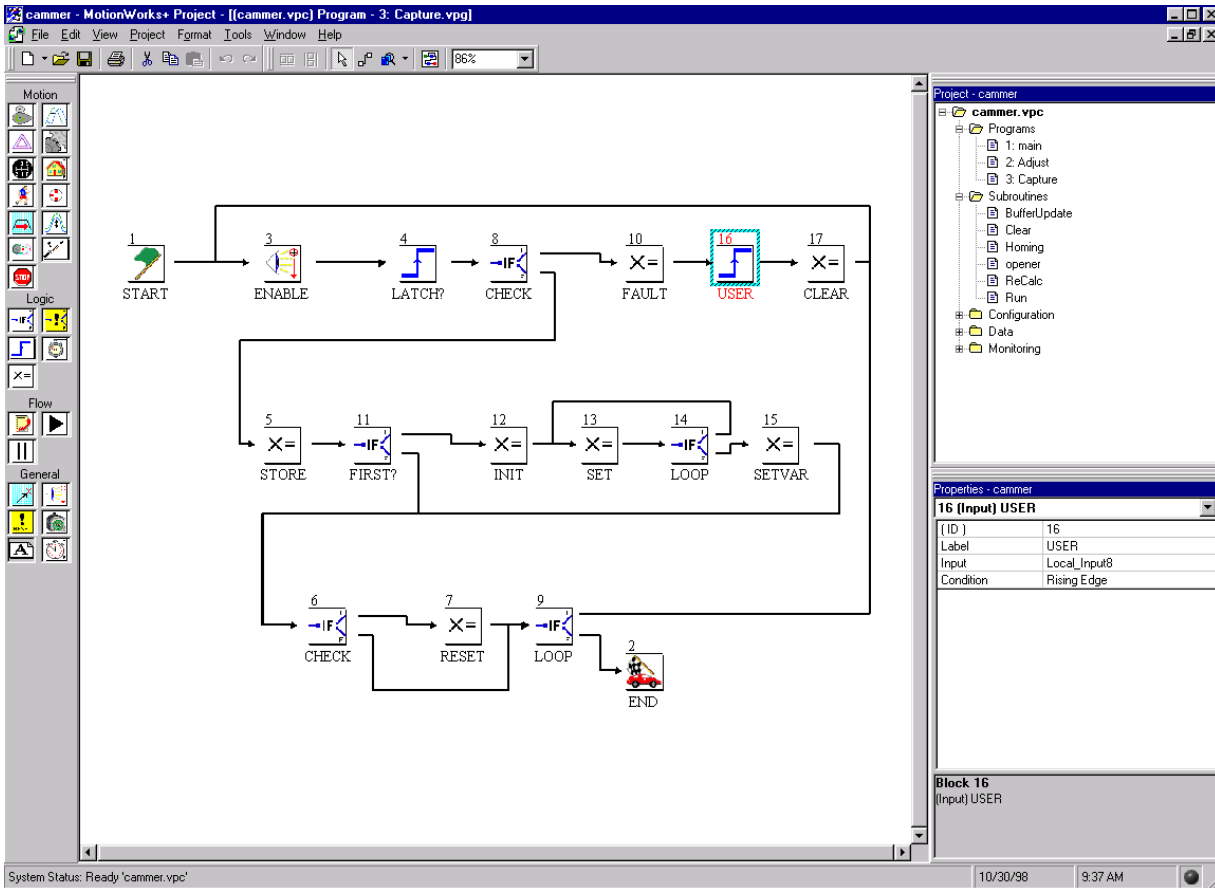 cammer - MotionWorks+ Project - [(cammer.vpc) Program - 3: Capture.vpg]
File Edit View Project Format Tools Window Help
86%
Motion
Logic
Flow
General
1
START
3
ENABLE
4
LATCH?
8
IF
CHECK
10
X=
FAULT
16
USER
17
X=
CLEAR
5
X=
STORE
11
IF
FIRST?
12
X=
INIT
13
X=
SET
14
IF
LOOP
15
X=
SETVAR
6
IF
CHECK
7
X=
RESET
9
IF
LOOP
2
END
Project - cammer
cammer.vpc
Programs
1: main
2: Adjust
3: Capture
Subroutines
BufferUpdate
Clear
Homing
opener
ReCalc
Run
Configuration
Data
Monitoring
Properties - cammer
16 (Input) USER
( ID ) 16
Label USER
Input Local_Input8
Condition Rising Edge
Block 16
(Input) USER
System Status: Ready 'cammer.vpc'
10/30/98
9:37 AM